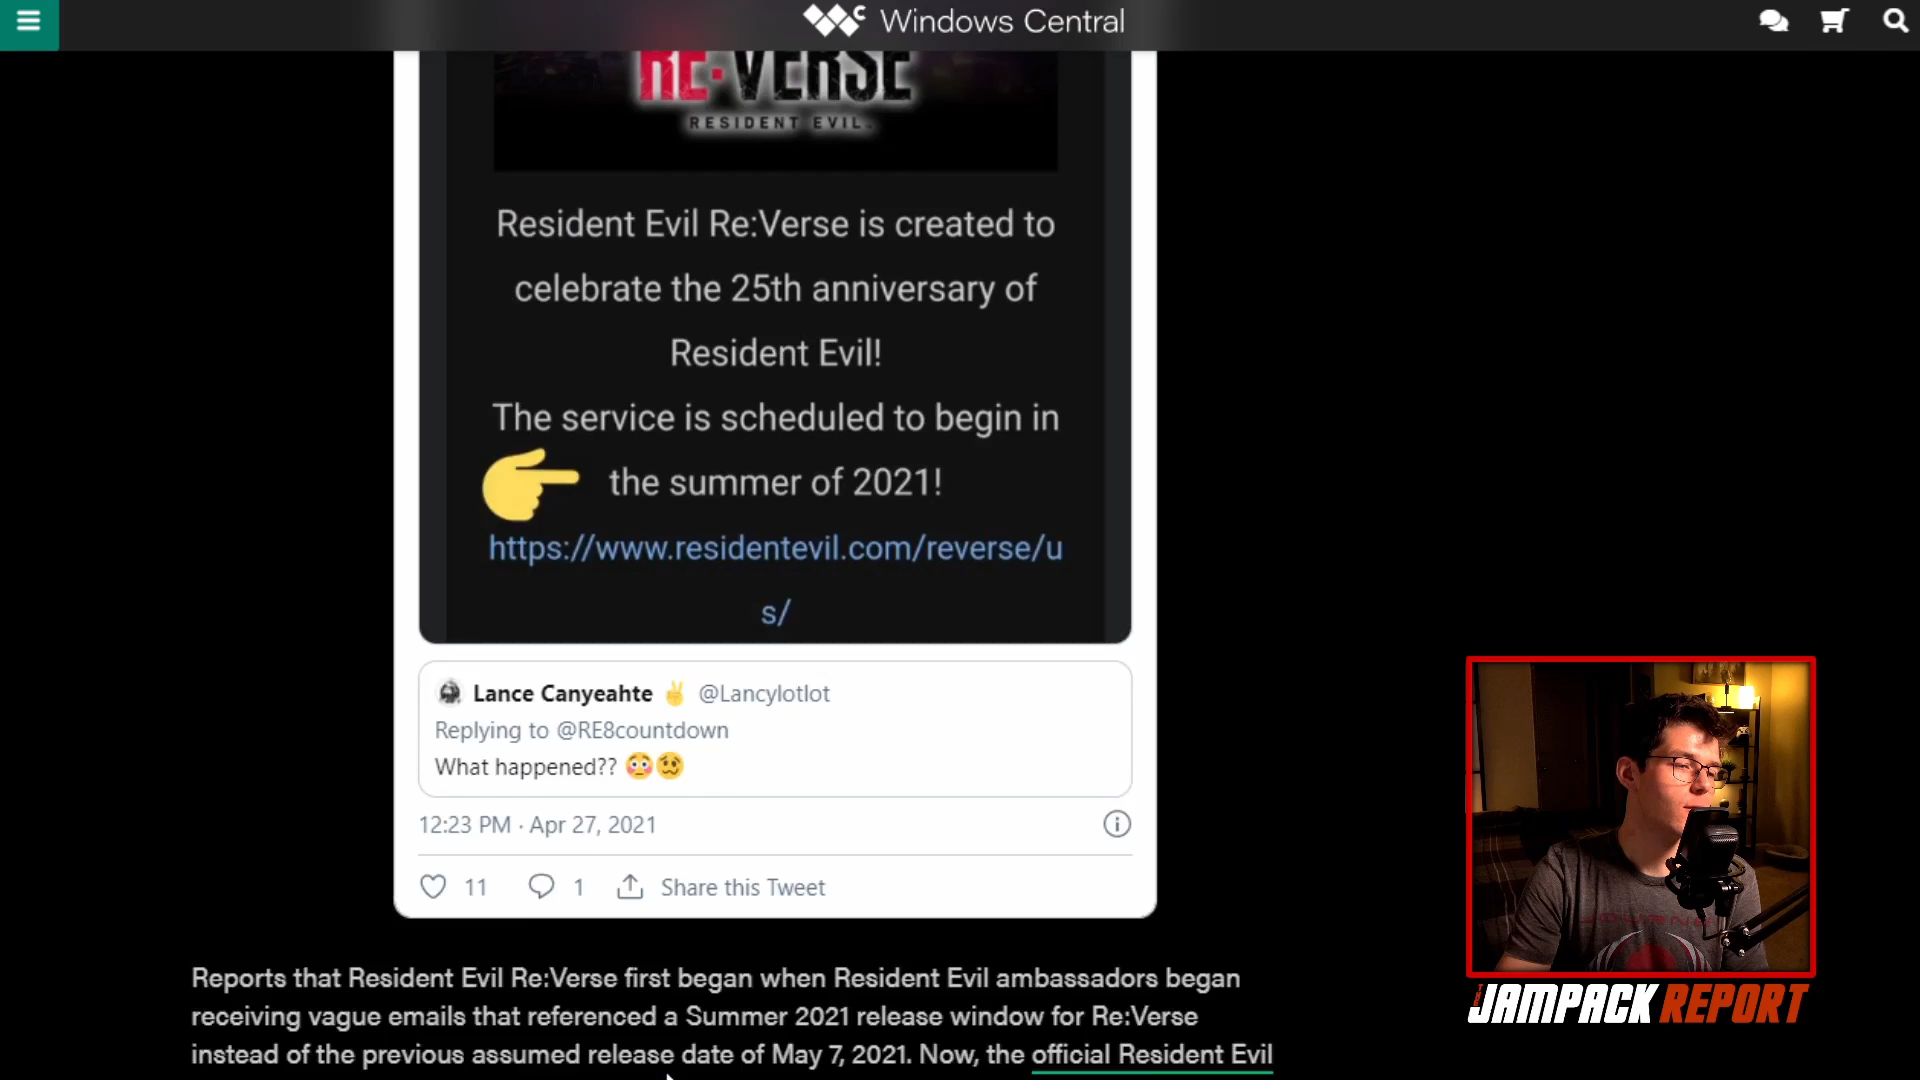 Windows Central
RE:VERSE
RESIDENT EVIL
Resident Evil Re:Verse is created to
celebrate the 25th anniversary of
Resident Evil!
The service is scheduled to begin in
the summer of 2021!
https://www.residentevil.com/reverse/u
s/
Lance Canyeahte @Lancylotlot
Replying to @RE8countdown
What happened??
12:23 PM · Apr 27, 2021
11 1 Share this Tweet
Reports that Resident Evil Re:Verse first began when Resident Evil ambassadors began
receiving vague emails that referenced a Summer 2021 release window for Re:Verse
instead of the previous assumed release date of May 7, 2021. Now, the official Resident Evil
THE JAMPACK REPORT